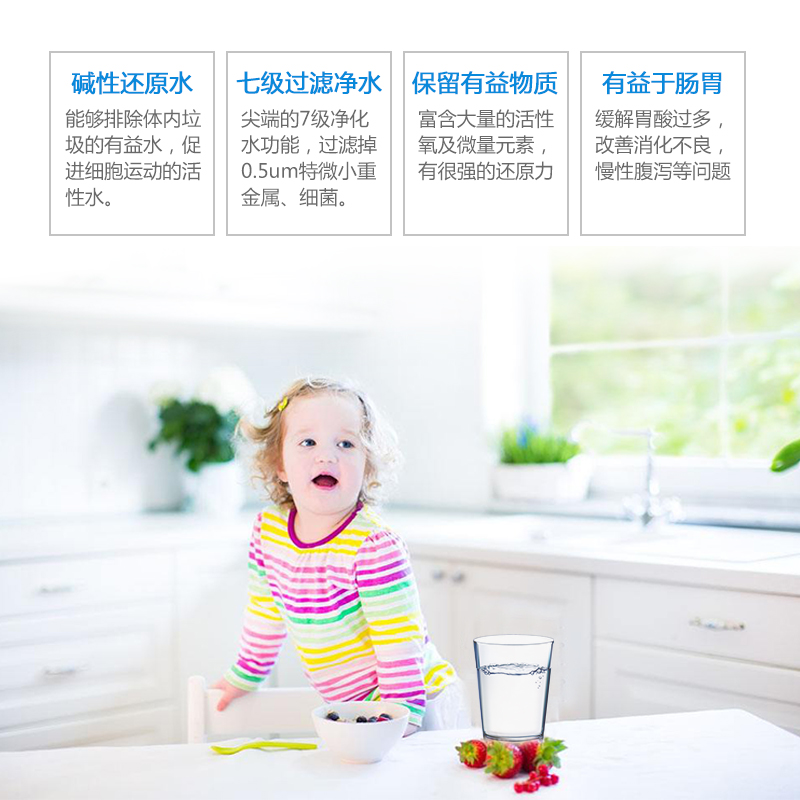 碱性还原水
能够排除体内垃
圾的有益水，促
进细胞运动的活
性水。
七级过滤净水
尖端的7级净化
水功能，过滤掉
0.5um特微小重
金属、细菌。
保留有益物质
富含大量的活性
氧及微量元素，
有很强的还原力
有益于肠胃
缓解胃酸过多，
改善消化不良，
慢性腹泻等问题